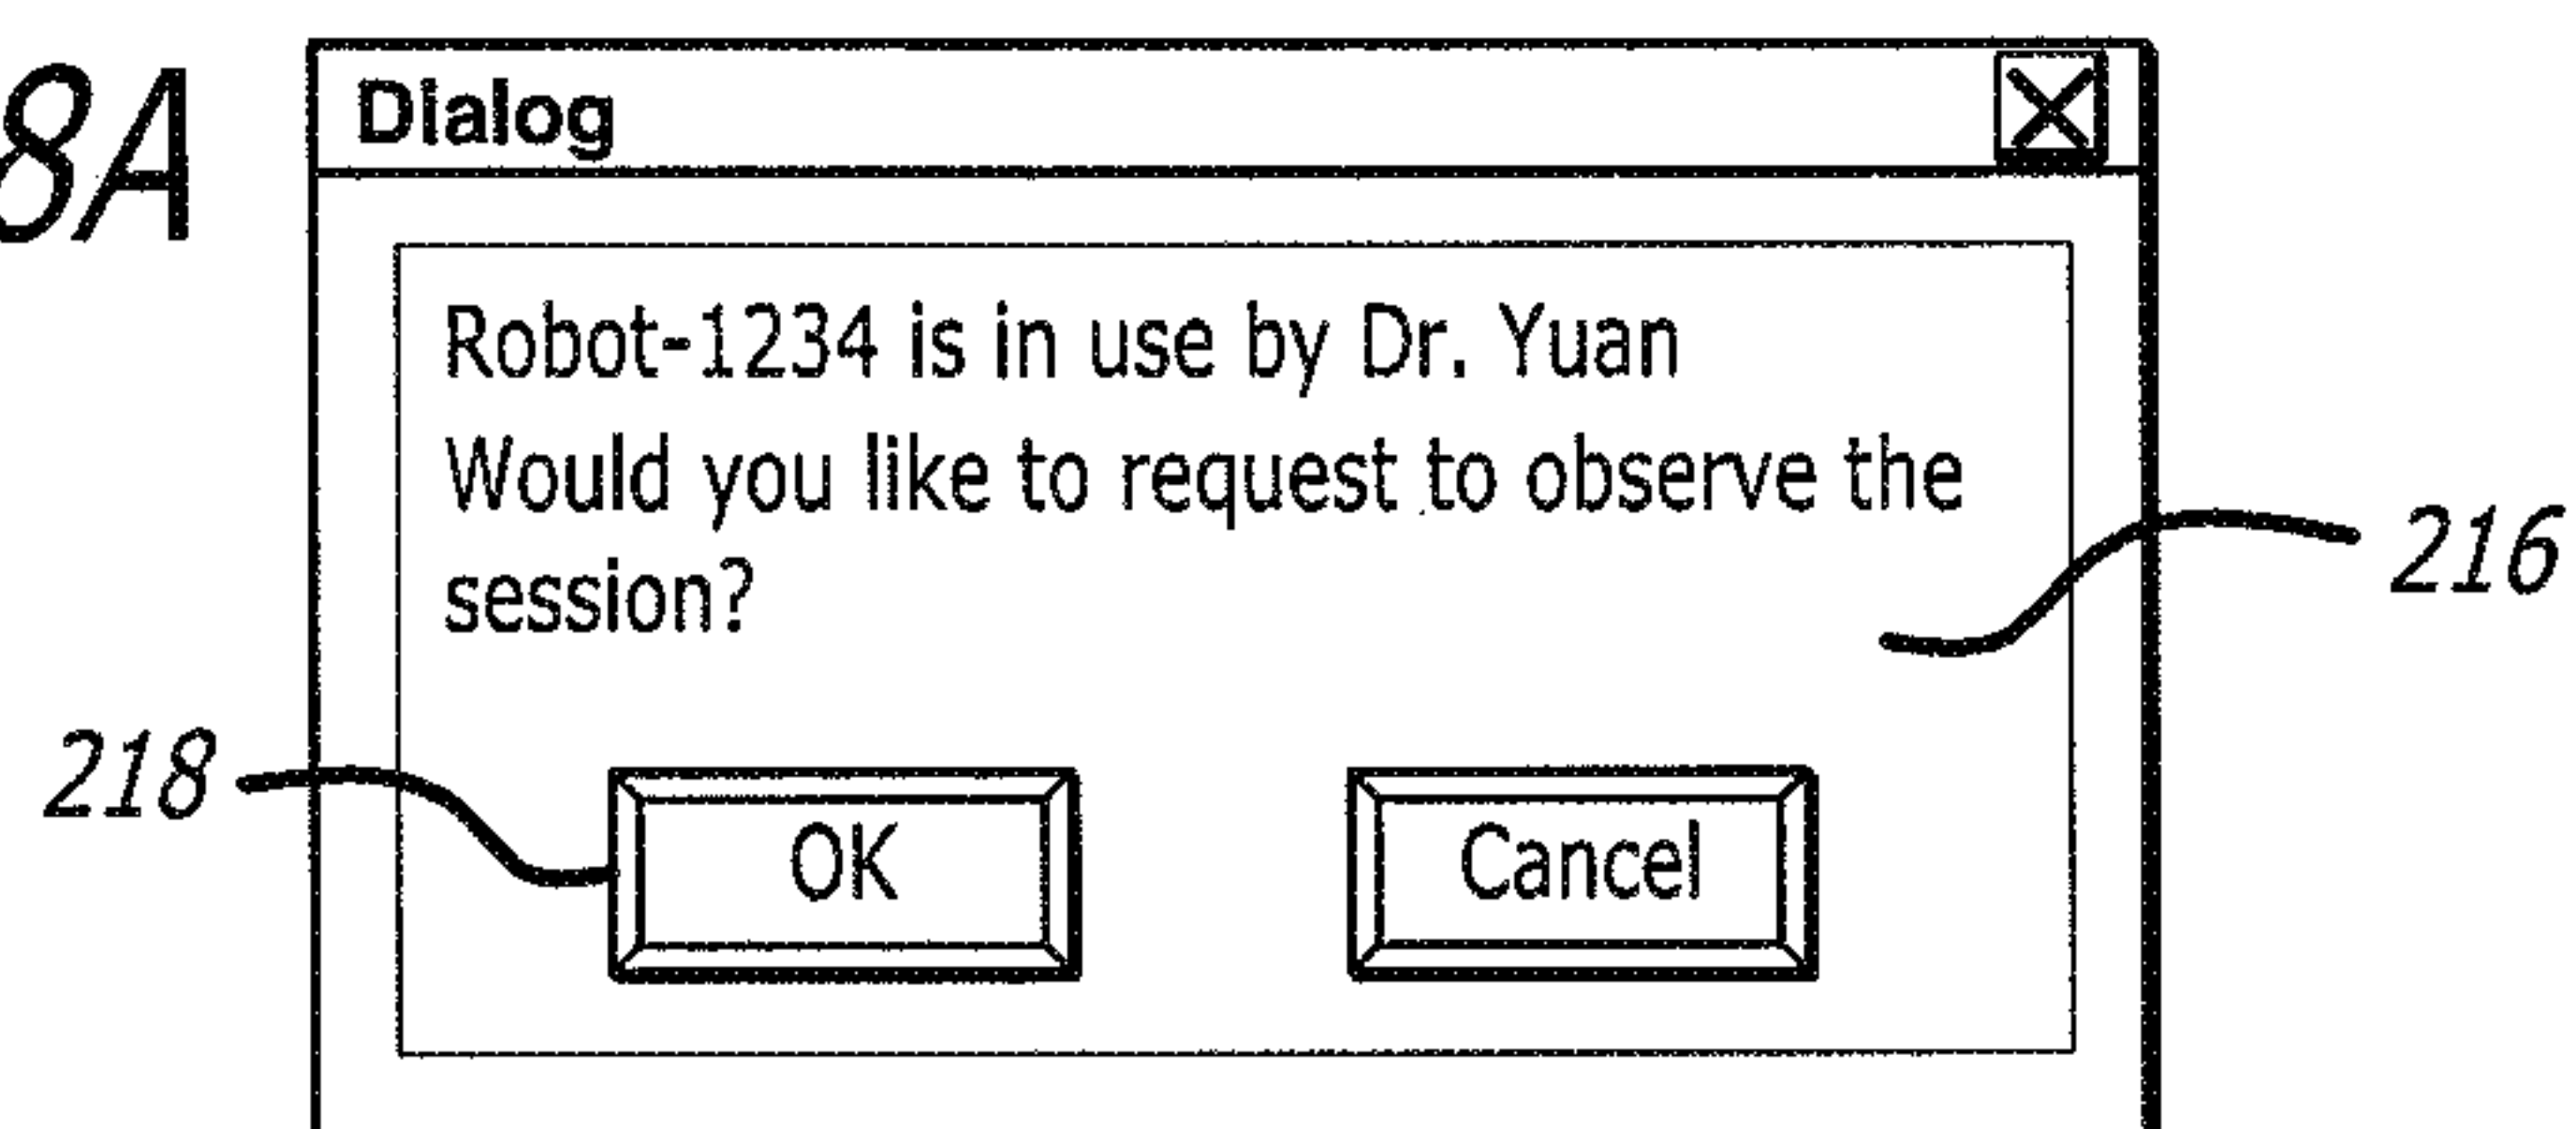 8A
Dialog
Robot-1234 is in use by Dr. Yuan
Would you like to request to observe the
session?
216
218
OK
Cancel